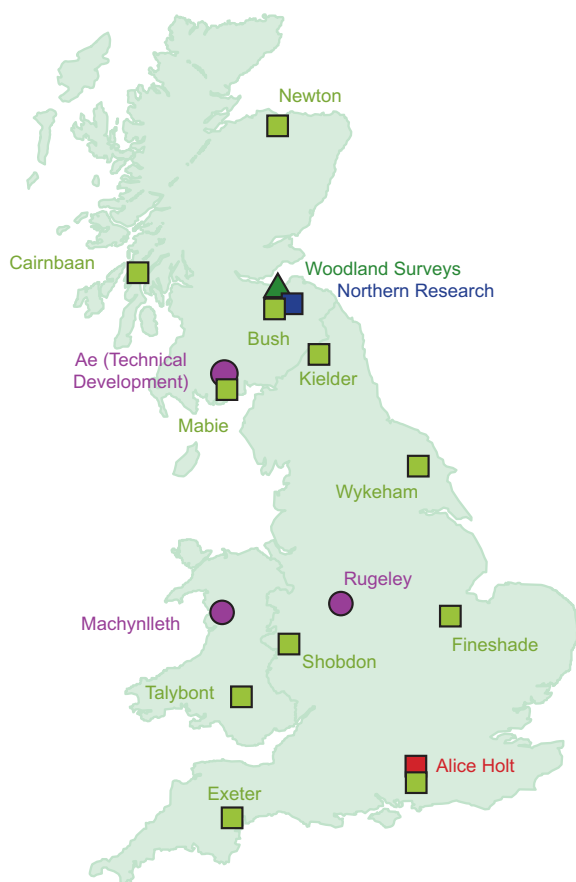 Newton
Cairnbaan
Woodland Surveys
Northern Research
Bush
Ae (Technical
Development)
Kielder
Mabie
Wykeham
Rugeley
Machynlleth
Fineshade
Shobdon
Talybont
Alice Holt
Exeter